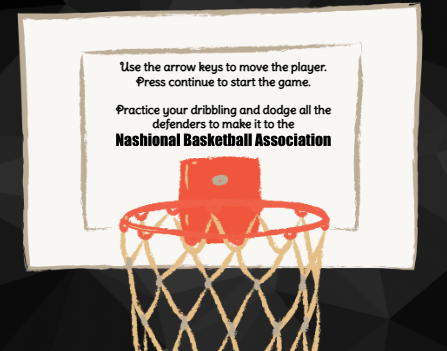 Use the arrow keys to move the player.
Press continue to start the game.
Practice your dribbling and dodge all the
defenders to make it to the
Nashional Basketball Association